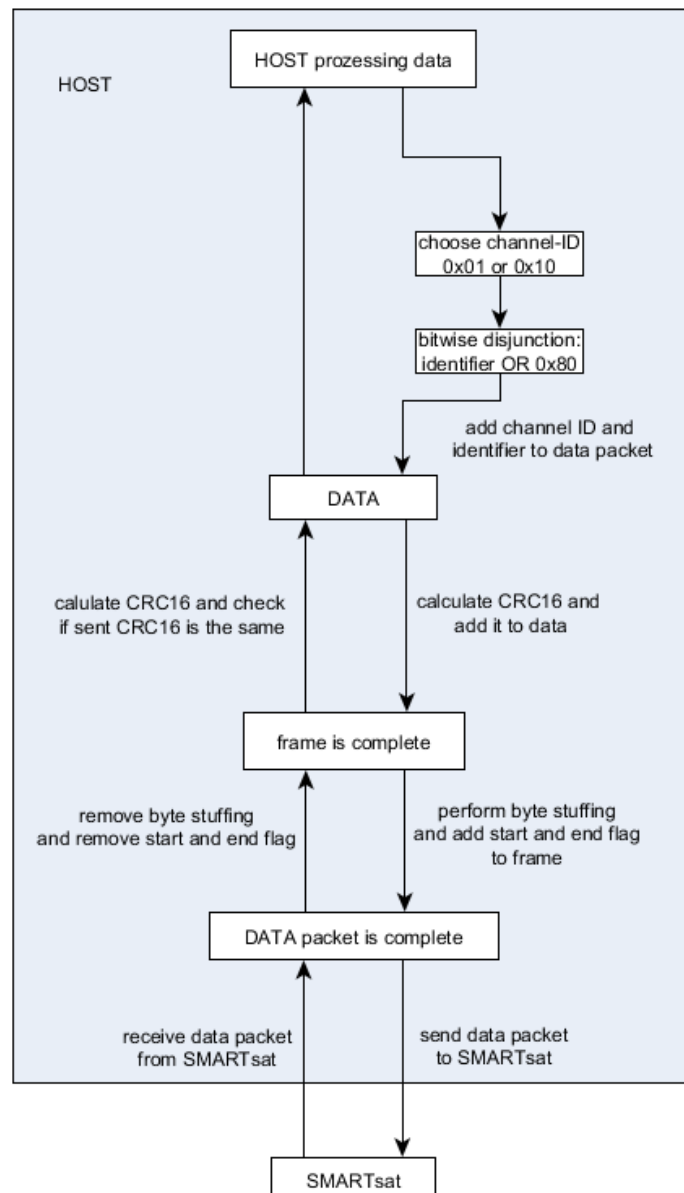 HOST prozessing data
HOST
choose channel-ID
0x01 or 0x10
bitwise disjunction:
identifier OR 0x80
add channel ID and
identifier to data packet
DATA
calulate CRC16 and check
if sent CRC16 is the same
calculate CRC16 and
add it to data
frame is complete
remove byte stuffing
and remove start and end flag
perform byte stuffing
and add start and end flag
to frame
DATA packet is complete
receive data packet
from SMARTsat
send data packet
to SMARTsat
SMARTsat